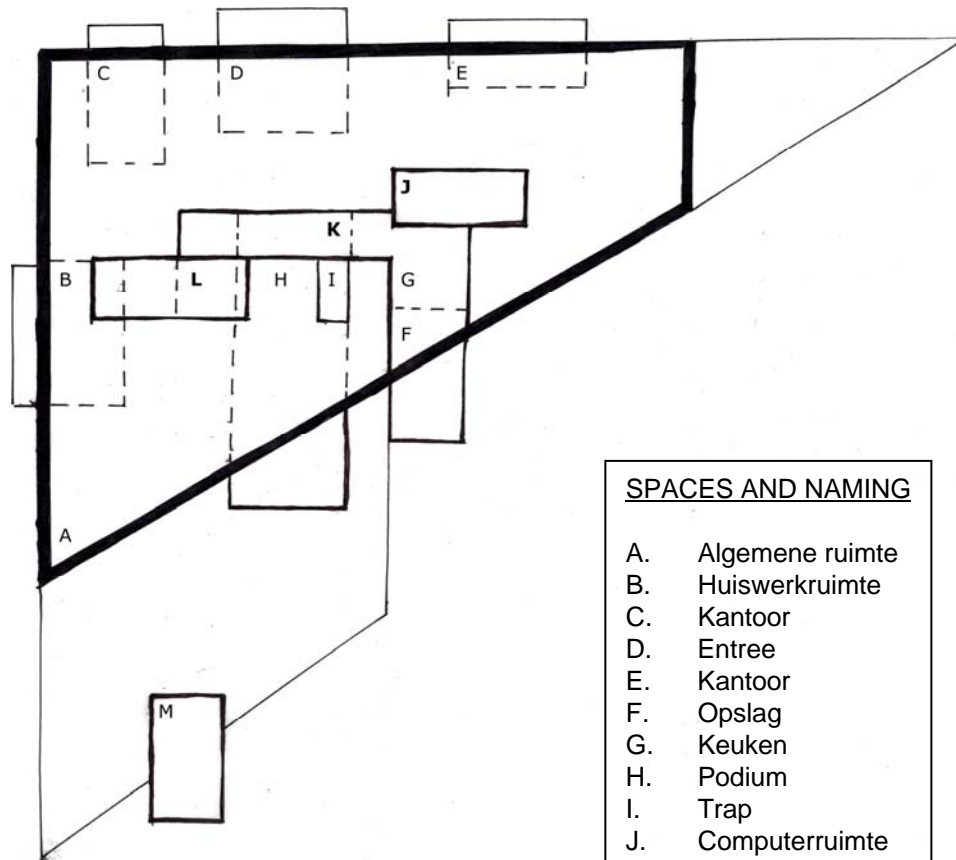 C
D
E
J
K
B
L
H
I
G
F
A
M
SPACES AND NAMING
A. Algemene ruimte
B. Huiswerkruimte
C. Kantoor
D. Entree
E. Kantoor
F. Opslag
G. Keuken
H. Podium
I. Trap
J. Computerruimte